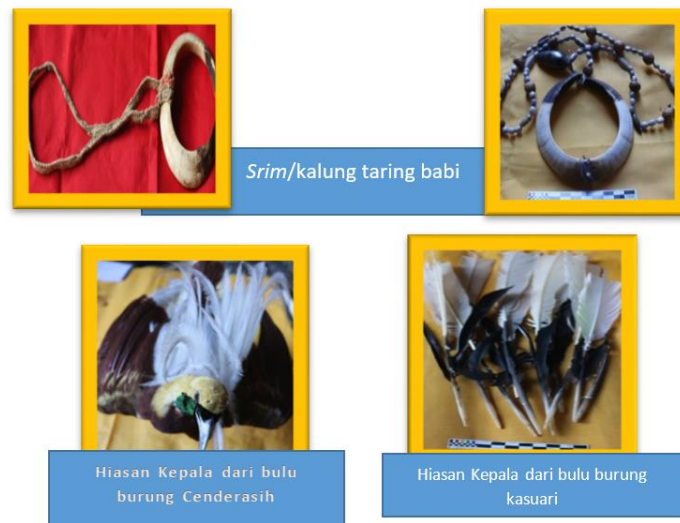 Srim/kalung taring babi
Hiasan Kepala dari bulu
burung Cenderasih
Hiasan Kepala dari bulu burung
kasuari